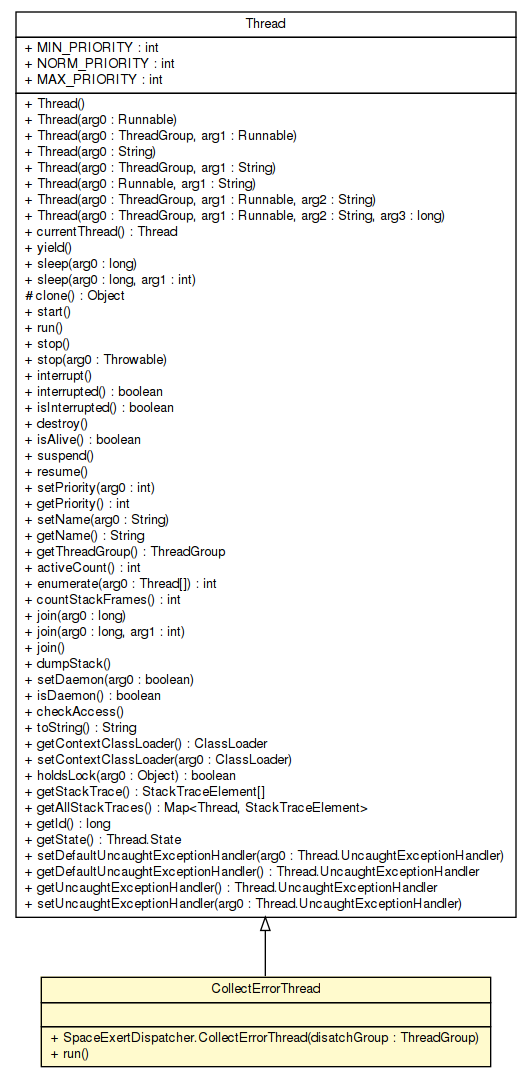 Thread
+ MIN_PRIORITY : int
+ NORM_PRIORITY : int
+ MAX_PRIORITY : int
+ Thread()
+ Thread(arg0 : Runnable)
+ Thread(arg0 : ThreadGroup, arg1 : Runnable)
+ Thread(arg0 : String)
+ Thread(arg0 : ThreadGroup, arg1 : String)
+ Thread(arg0 : Runnable, arg1 : String)
+ Thread(arg0 : ThreadGroup, arg1 : Runnable, arg2 : String)
+ Thread(arg0 : ThreadGroup, arg1 : Runnable, arg2 : String, arg3 : long)
+ currentThread() : Thread
+ yield()
+ sleep(arg0 : long)
+ sleep(arg0 : long, arg1 : int)
# clone() : Object
+ start()
+ run()
+ stop()
+ stop(arg0 : Throwable)
+ interrupt()
+ interrupted() : boolean
+ isInterrupted() : boolean
+ destroy()
+ isAlive() : boolean
+ suspend()
+ resume()
+ setPriority(arg0 : int)
+ getPriority() : int
+ setName(arg0 : String)
+ getName() : String
+ getThreadGroup() : ThreadGroup
+ activeCount() : int
+ enumerate(arg0 : Thread[]) : int
+ countStackFrames() : int
+ join(arg0 : long)
+ join(arg0 : long, arg1 : int)
+ join()
+ dumpStack()
+ setDaemon(arg0 : boolean)
+ isDaemon() : boolean
+ checkAccess()
+ toString() : String
+ getContextClassLoader() : ClassLoader
+ setContextClassLoader(arg0 : ClassLoader)
+ holdsLock(arg0 : Object) : boolean
+ getStackTrace() : StackTraceElement[]
+ getAllStackTraces() : Map<Thread, StackTraceElement>
+ getId() : long
+ getState() : Thread.State
+ setDefaultUncaughtExceptionHandler(arg0 : Thread.UncaughtExceptionHandler)
+ getDefaultUncaughtExceptionHandler() : Thread.UncaughtExceptionHandler
+ getUncaughtExceptionHandler() : Thread.UncaughtExceptionHandler
+ setUncaughtExceptionHandler(arg0 : Thread.UncaughtExceptionHandler)
CollectErrorThread
+ SpaceExertDispatcher.CollectErrorThread(disatchGroup : ThreadGroup)
+ run()